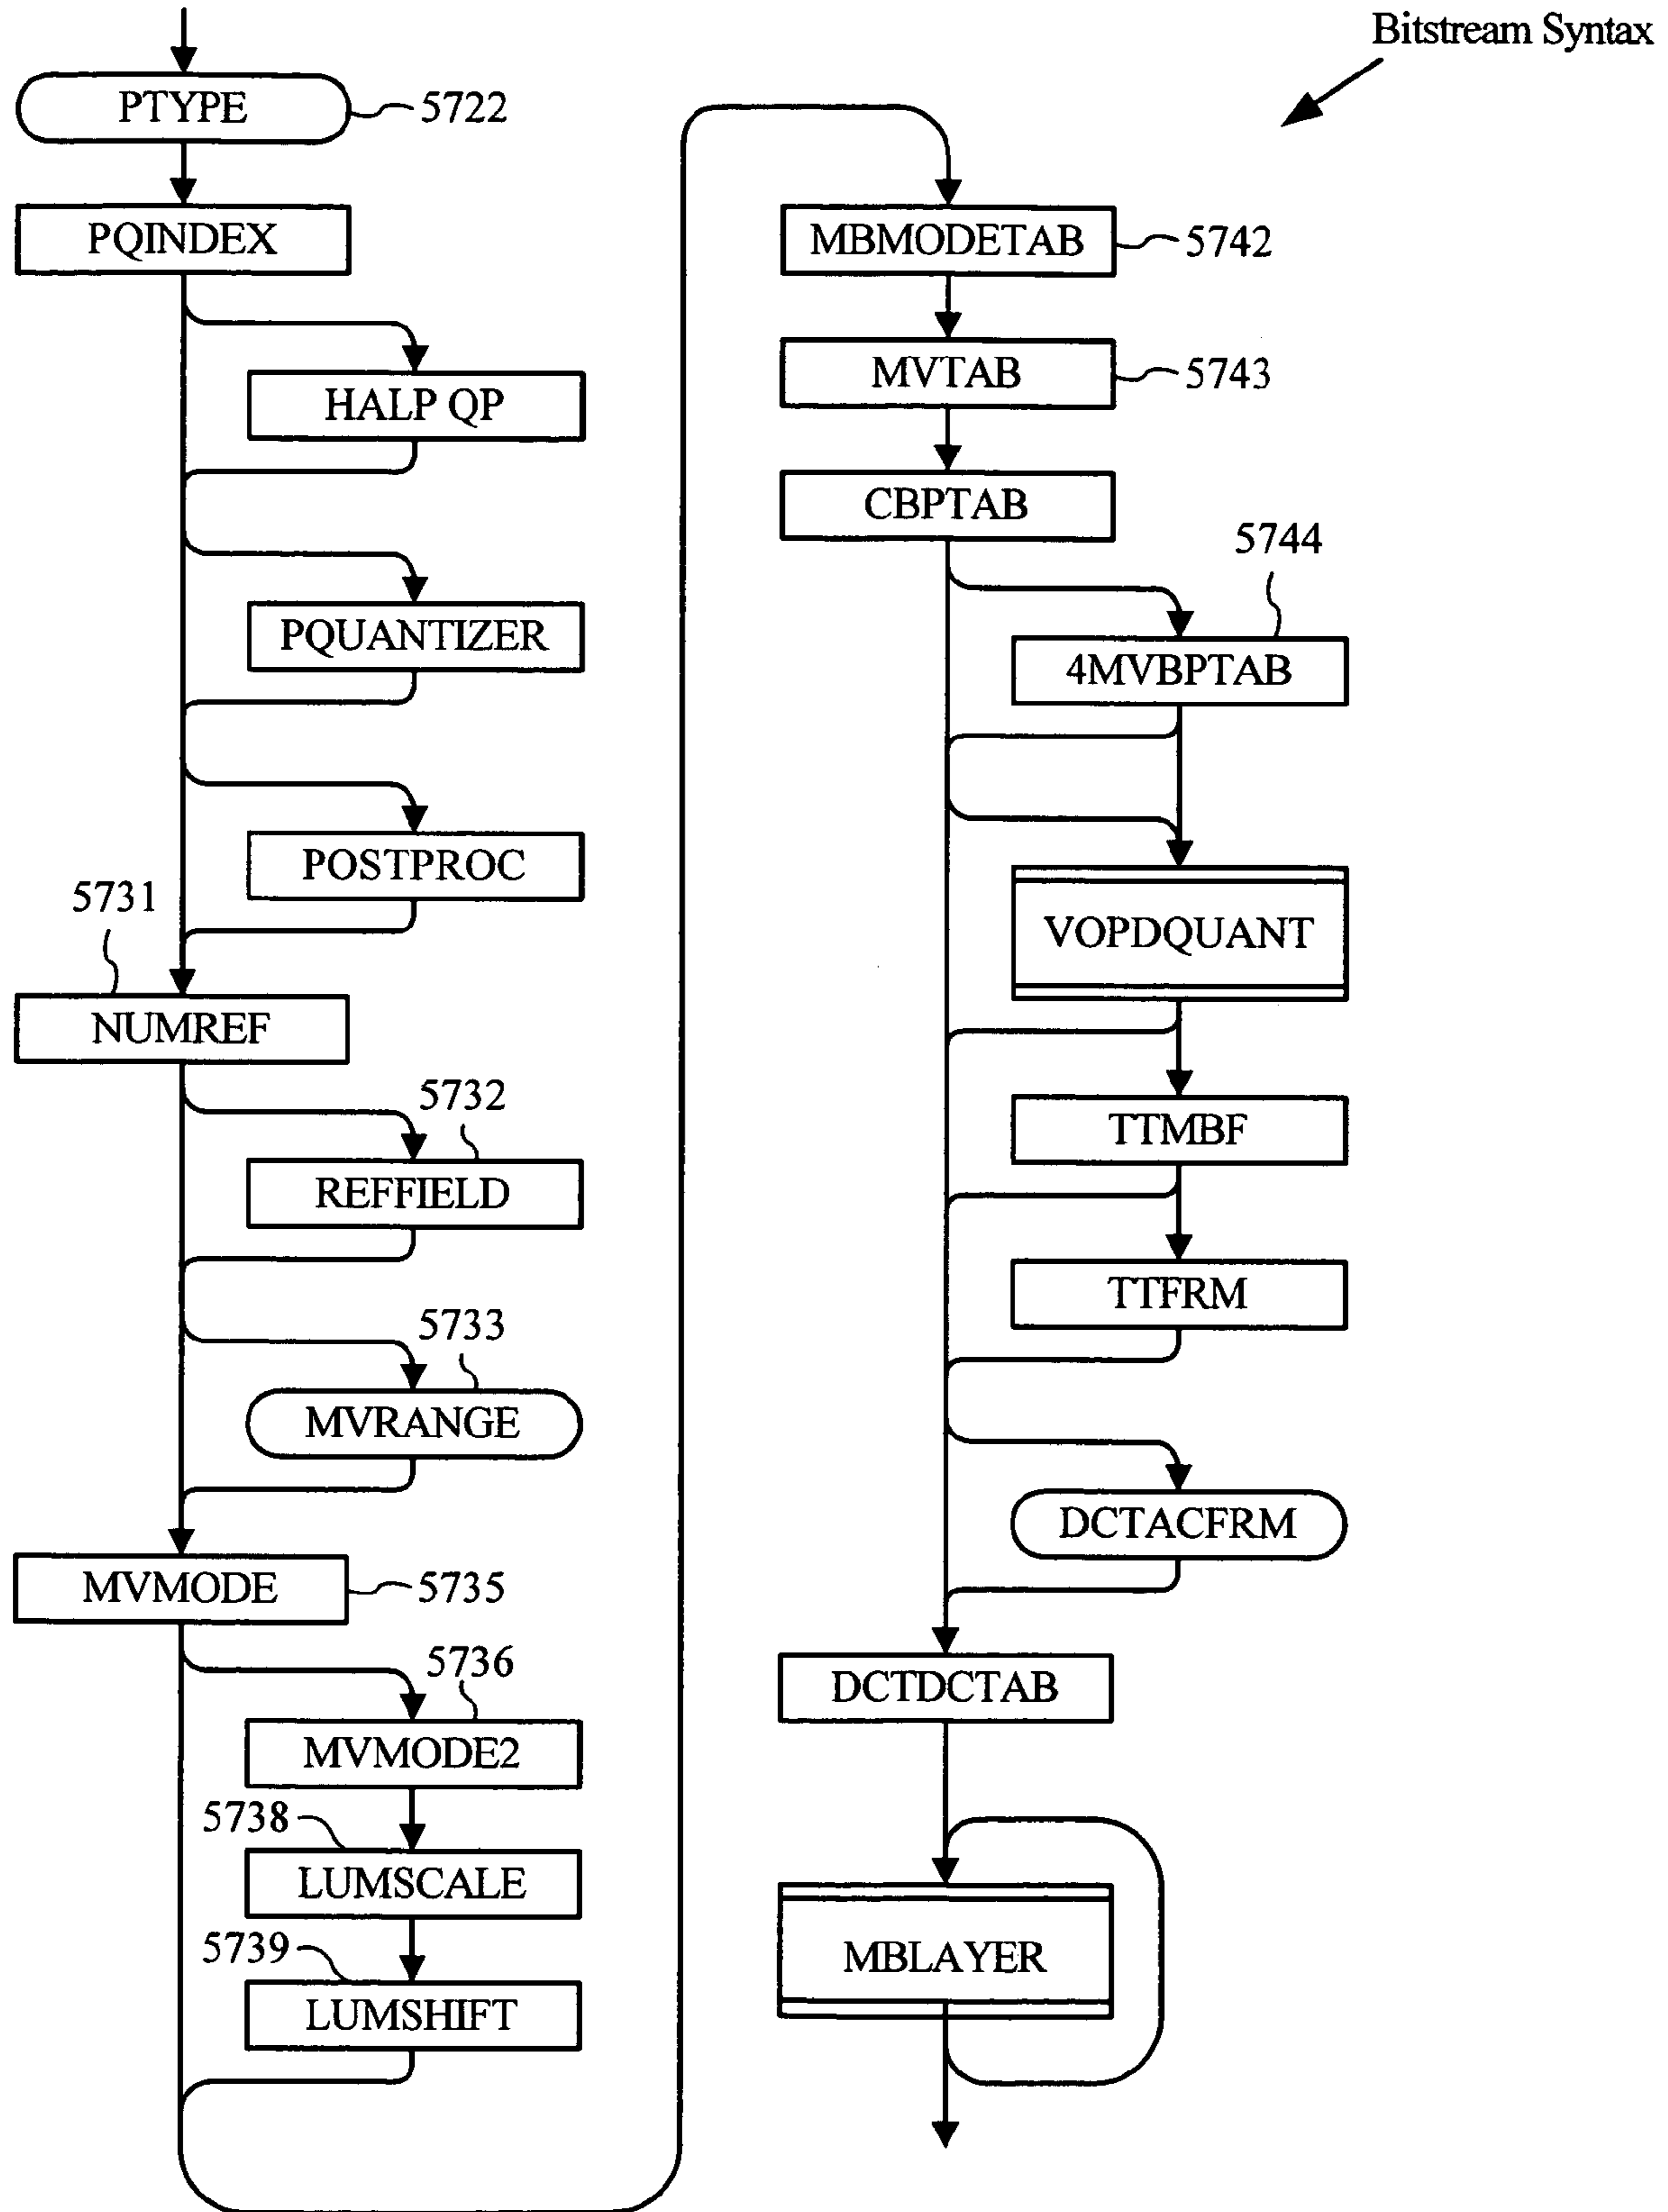 Bitstream Syntax
PTYPE
5722
PQINDEX
HALP QP
PQUANTIZER
POSTPROC
5731
NUMREF
5732
REFFIELD
5733
MVRANGE
MVMODE
5735
5736
MVMODE2
5738
LUMSCALE
5739
LUMSHIFT
MBMODETAB
5742
MVTAB
5743
CBPTAB
5744
4MVBPTAB
VOPDQUANT
TTMBF
TTFRM
DCTACFRM
DCTDCTAB
MBLAYER